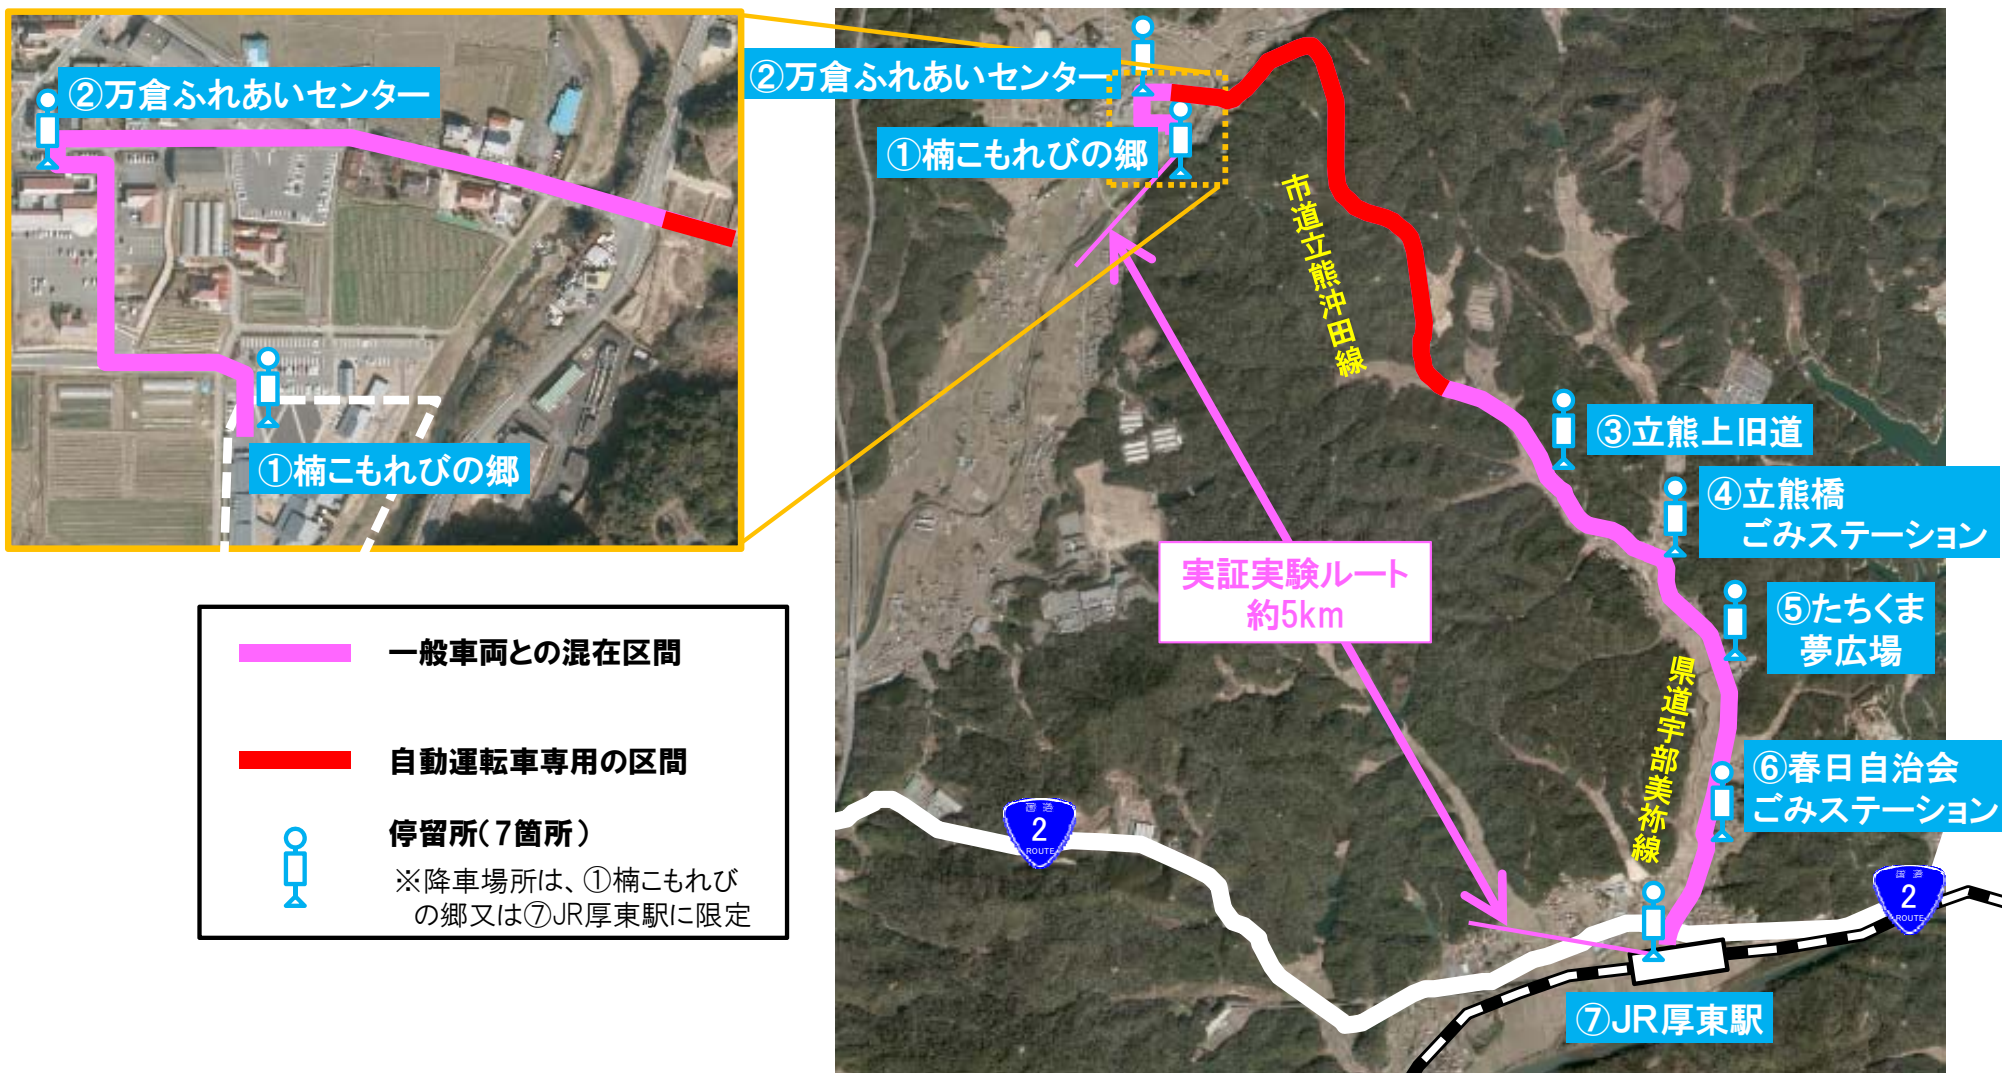 ②万倉ふれあいセンター
①楠こもれびの郷
②万倉ふれあいセンター
①楠こもれびの郷
市道立熊沖田線
③立熊上旧道
④立熊橋
ごみステーション
⑤たちくま
夢広場
実証実験ルート
約5km
県道宇部美祢線
⑥春日自治会
ごみステーション
国道
2
ROUTE
国道
2
ROUTE
⑦JR厚東駅
一般車両との混在区間
自動運転車専用の区間
停留所(7箇所)
※降車場所は、①楠こもれび
の郷又は⑦JR厚東駅に限定